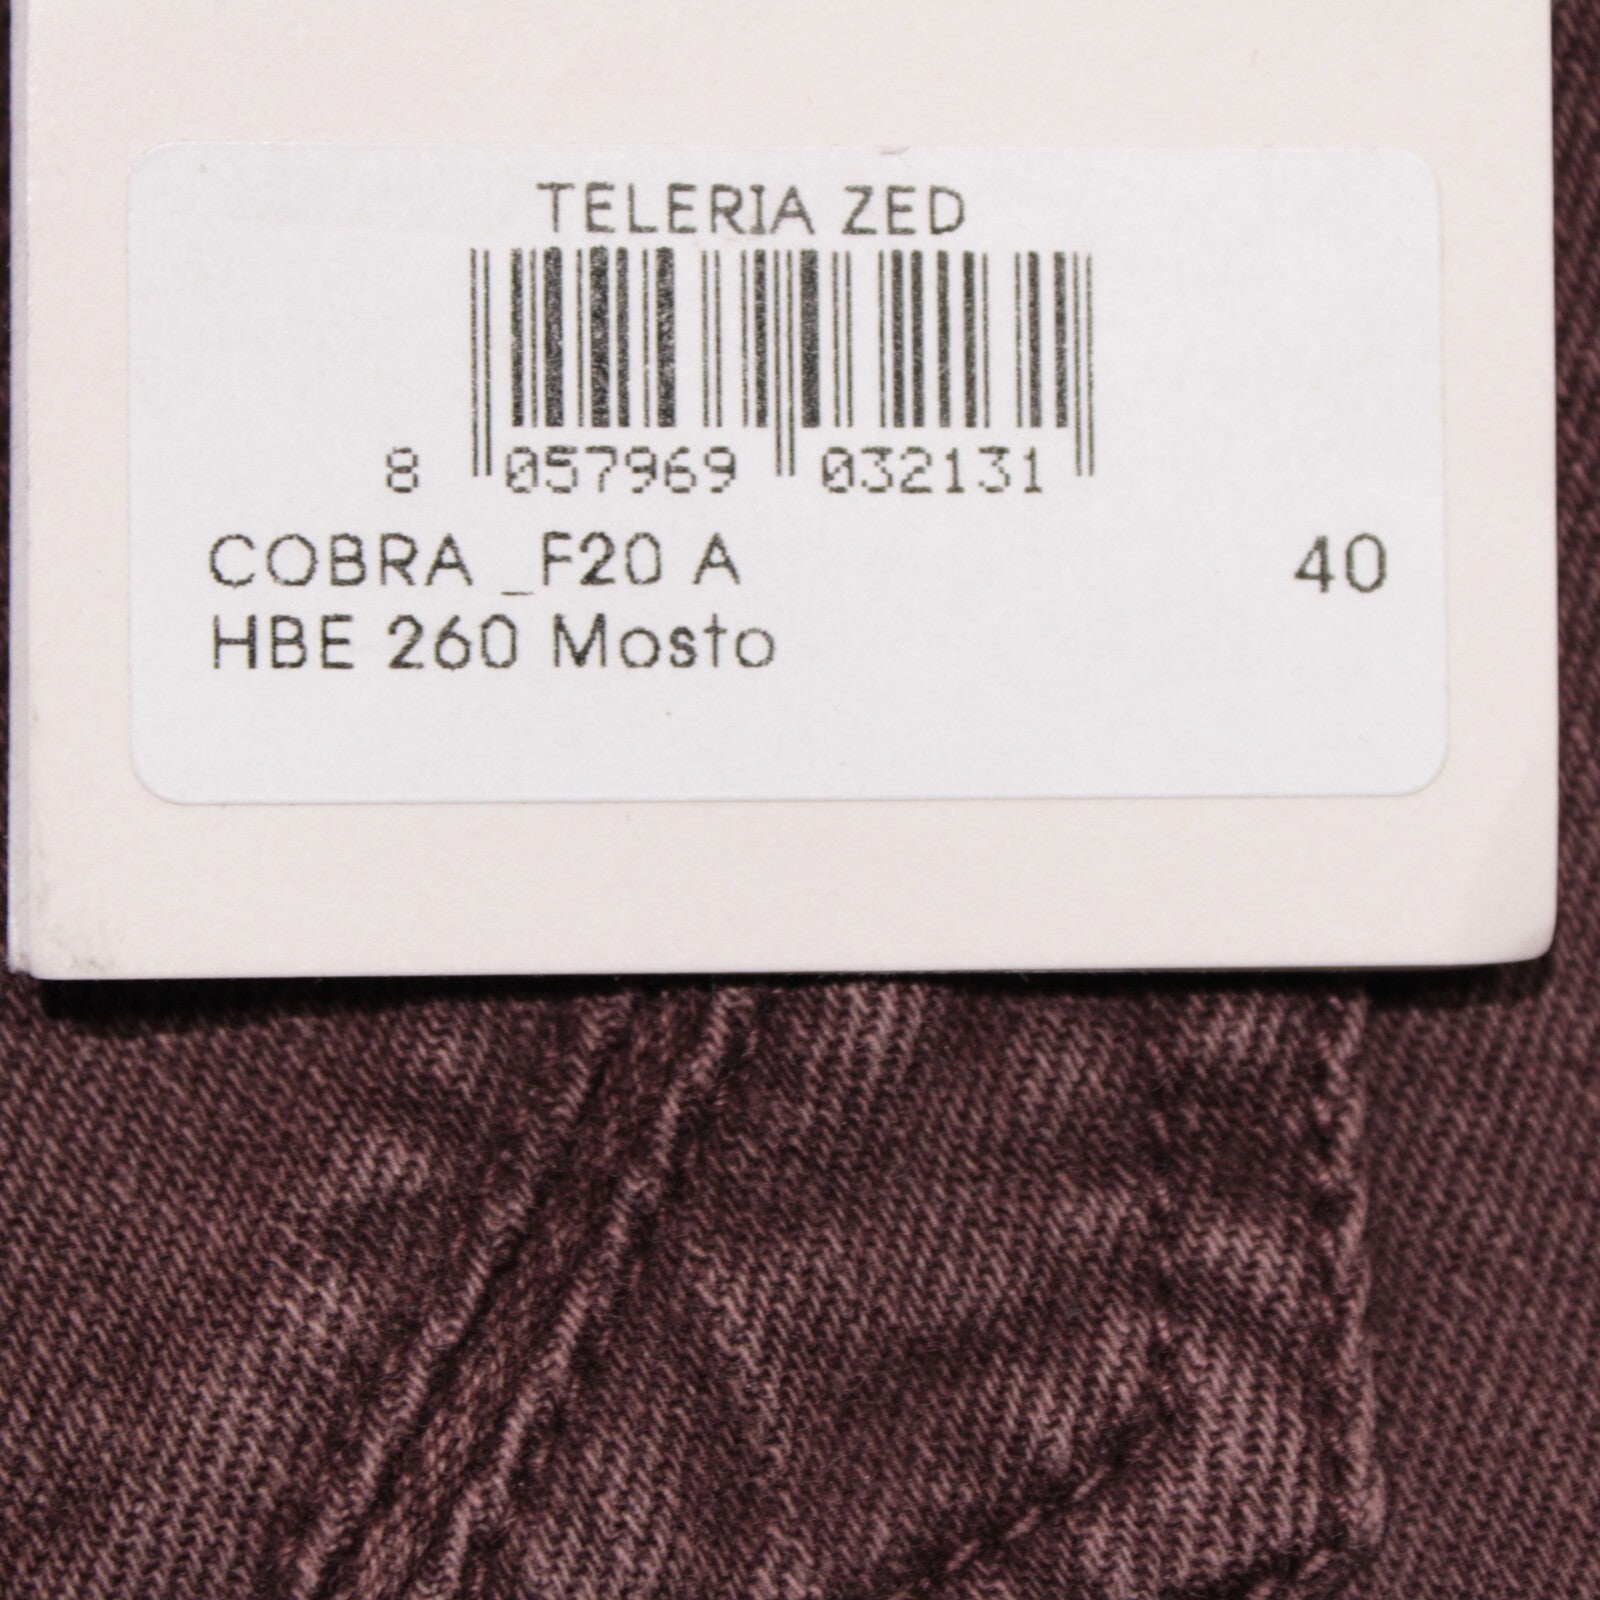 TELERIA ZED
8 057969 032131
COBRA _F20 A 40
HBE 260 Mosto